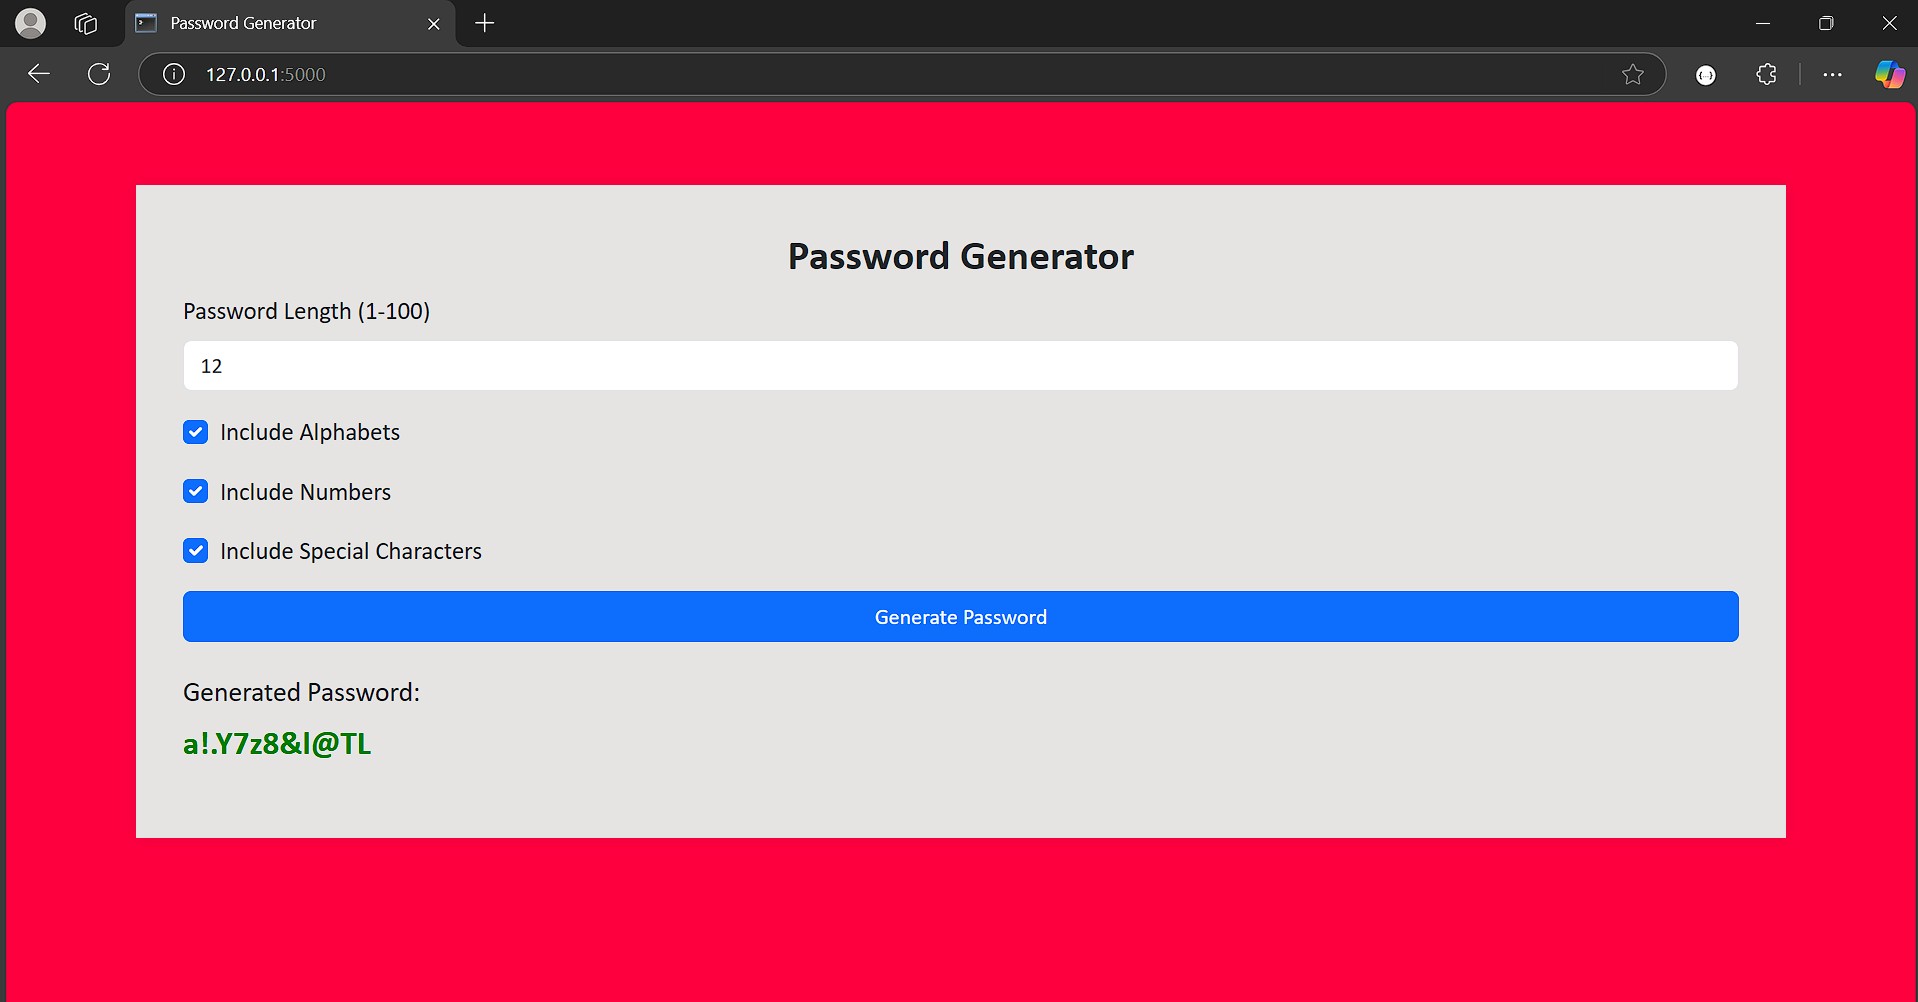 Password Generator
127.0.0.1:5000
Password Generator
Password Length (1-100)
12
Include Alphabets
Include Numbers
Include Special Characters
Generate Password
Generated Password:
a!.Y7z8&l@TL